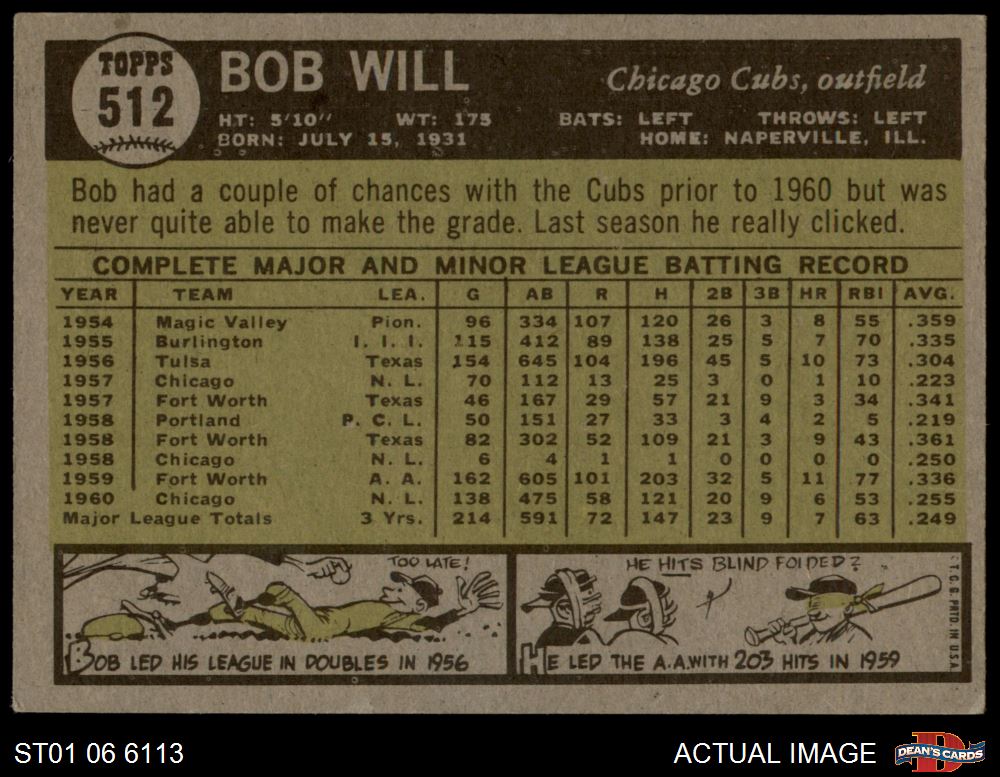 TOPPS
512
BOB WILL
Chicago Cubs, outfield
HT: 5'10" WT: 175 BATS: LEFT THROWS: LEFT
BORN: JULY 15, 1931 HOME: NAPERVILLE, ILL.
Bob had a couple of chances with the Cubs prior to 1960 but was
never quite able to make the grade. Last season he really clicked.
COMPLETE MAJOR AND MINOR LEAGUE BATTING RECORD
YEAR TEAM LEA. G AB R H 2B 3B HR RBI AVG.
1954 Magic Valley Pion. 96 334 107 120 26 3 8 55 .359
1955 Burlington I. I. I. 115 412 89 138 25 5 7 70 .335
1956 Tulsa Texas 154 645 104 196 45 5 10 73 .304
1957 Chicago N. L. 70 112 13 25 3 0 1 10 .223
1957 Fort Worth Texas 46 167 29 57 21 9 3 34 .341
1958 Portland P. C. L. 50 151 27 33 3 4 2 5 .219
1958 Fort Worth Texas 82 302 52 109 21 3 9 43 .361
1958 Chicago N. L. 6 4 1 1 0 0 0 0 .250
1959 Fort Worth A. A. 162 605 101 203 32 5 11 77 .336
1960 Chicago N. L. 138 475 58 121 20 9 6 53 .255
Major League Totals 3 Yrs. 214 591 72 147 23 9 7 63 .249
TOO LATE!
BOB LED HIS LEAGUE IN DOUBLES IN 1956
HE HITS BLIND FOLDED?
HE LED THE A.A. WITH 203 HITS IN 1959
T.C.G. PRTD. IN U.S.A.
ST01 06 6113
ACTUAL IMAGE
D
DEAN'S CARDS